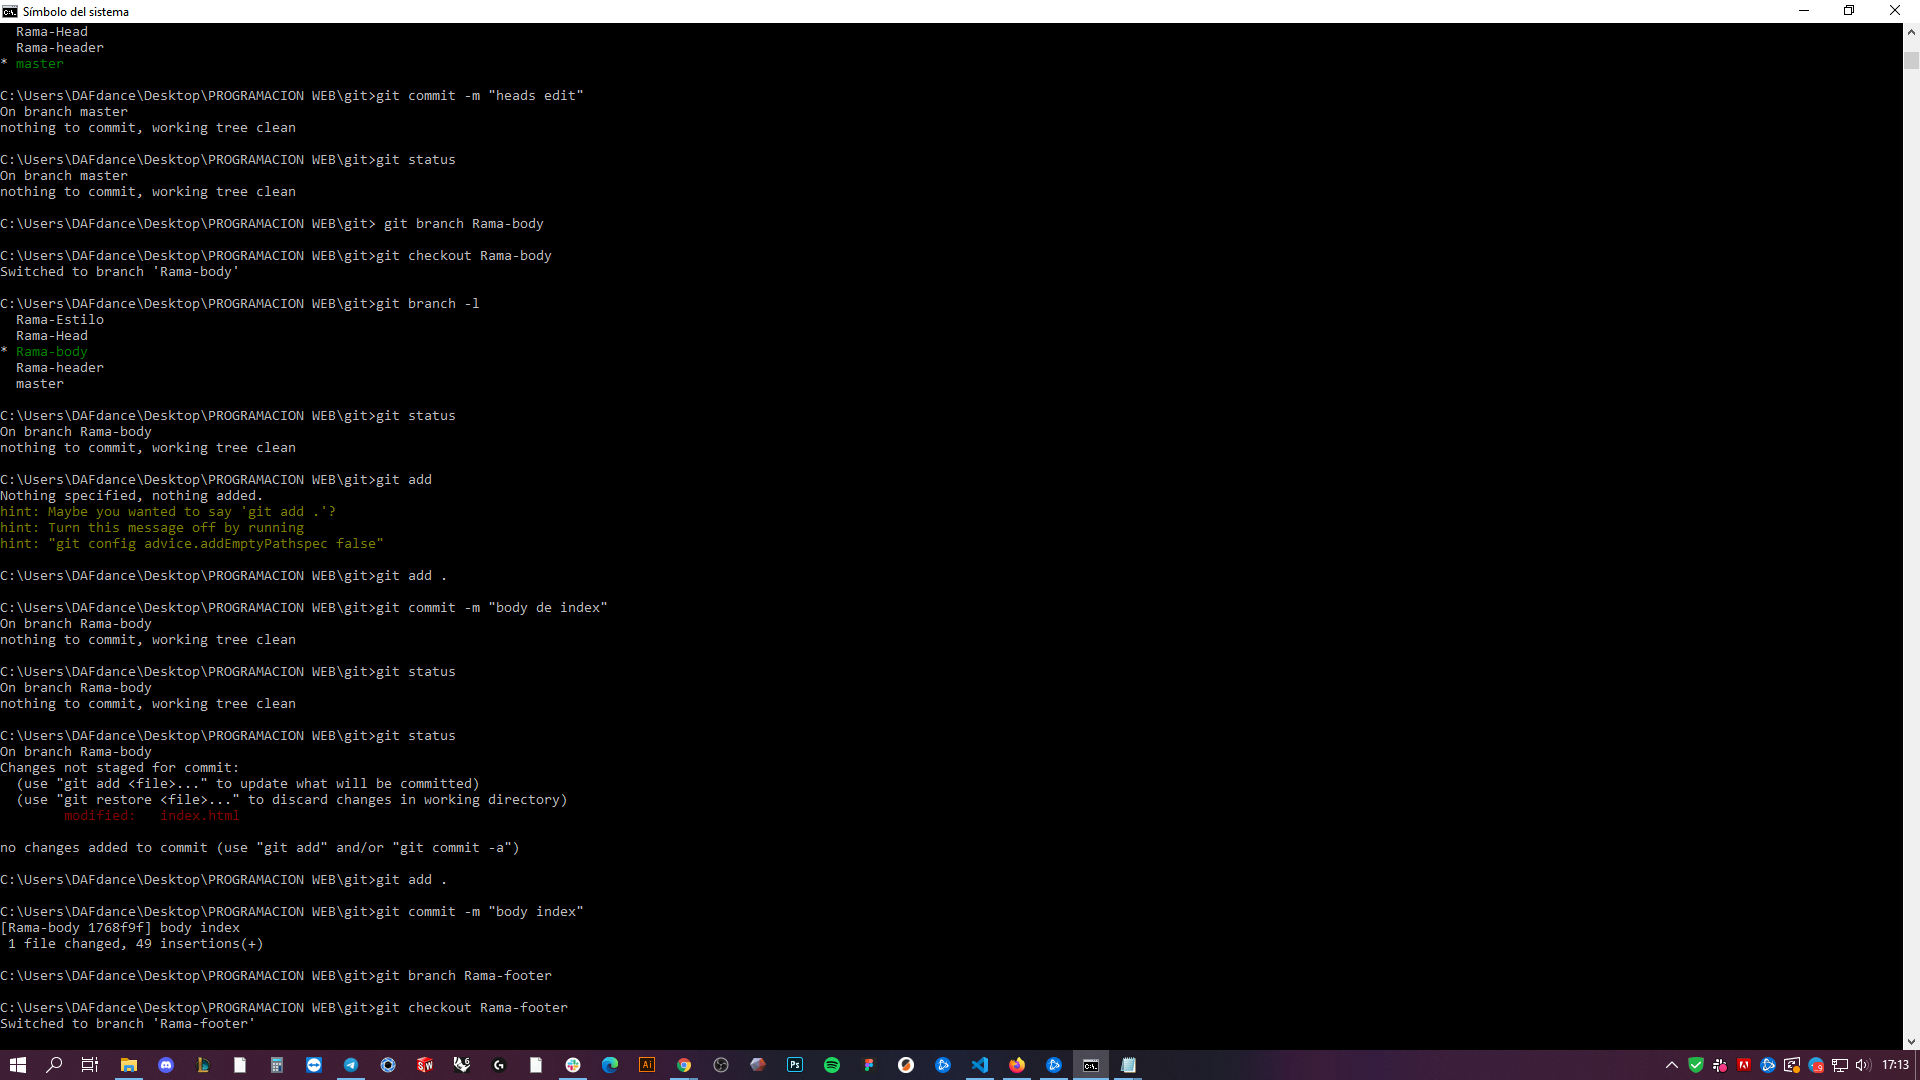 Símbolo del sistema
  Rama-Head
  Rama-header
* master

C:\Users\DAFdance\Desktop\PROGRAMACION WEB\git>git commit -m "heads edit"
On branch master
nothing to commit, working tree clean

C:\Users\DAFdance\Desktop\PROGRAMACION WEB\git>git status
On branch master
nothing to commit, working tree clean

C:\Users\DAFdance\Desktop\PROGRAMACION WEB\git> git branch Rama-body

C:\Users\DAFdance\Desktop\PROGRAMACION WEB\git>git checkout Rama-body
Switched to branch 'Rama-body'

C:\Users\DAFdance\Desktop\PROGRAMACION WEB\git>git branch -l
  Rama-Estilo
  Rama-Head
* Rama-body
  Rama-header
  master

C:\Users\DAFdance\Desktop\PROGRAMACION WEB\git>git status
On branch Rama-body
nothing to commit, working tree clean

C:\Users\DAFdance\Desktop\PROGRAMACION WEB\git>git add
Nothing specified, nothing added.
hint: Maybe you wanted to say 'git add .'?
hint: Turn this message off by running
hint: "git config advice.addEmptyPathspec false"

C:\Users\DAFdance\Desktop\PROGRAMACION WEB\git>git add .

C:\Users\DAFdance\Desktop\PROGRAMACION WEB\git>git commit -m "body de index"
On branch Rama-body
nothing to commit, working tree clean

C:\Users\DAFdance\Desktop\PROGRAMACION WEB\git>git status
On branch Rama-body
nothing to commit, working tree clean

C:\Users\DAFdance\Desktop\PROGRAMACION WEB\git>git status
On branch Rama-body
Changes not staged for commit:
  (use "git add <file>..." to update what will be committed)
  (use "git restore <file>..." to discard changes in working directory)
        modified:   index.html

no changes added to commit (use "git add" and/or "git commit -a")

C:\Users\DAFdance\Desktop\PROGRAMACION WEB\git>git add .

C:\Users\DAFdance\Desktop\PROGRAMACION WEB\git>git commit -m "body index"
[Rama-body 1768f9f] body index
 1 file changed, 49 insertions(+)

C:\Users\DAFdance\Desktop\PROGRAMACION WEB\git>git branch Rama-footer

C:\Users\DAFdance\Desktop\PROGRAMACION WEB\git>git checkout Rama-footer
Switched to branch 'Rama-footer'
17:13